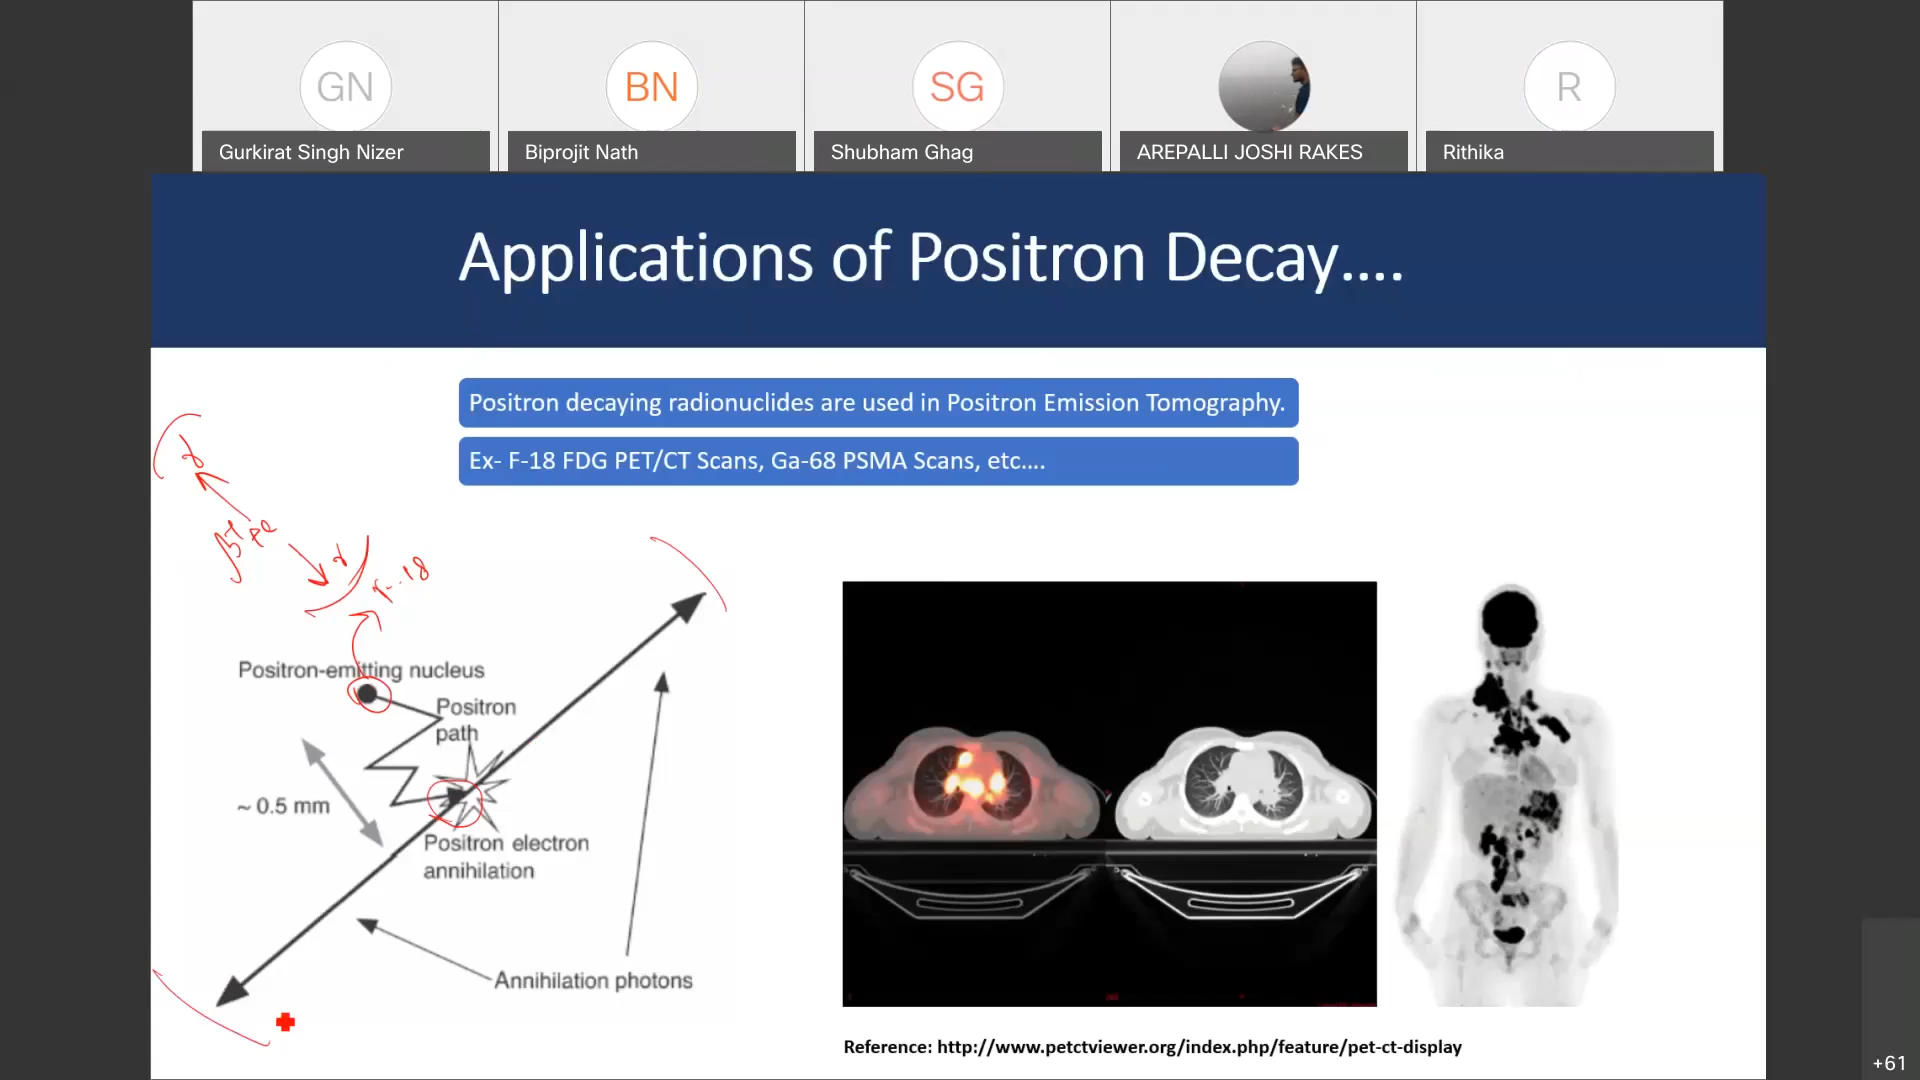 GN
BN
SG
R
Gurkirat Singh Nizer
Biprojit Nath
Shubham Ghag
AREPALLI JOSHI RAKES
Rithika
Applications of Positron Decay....
Positron decaying radionuclides are used in Positron Emission Tomography.
Ex- F-18 FDG PET/CT Scans, Ga-68 PSMA Scans, etc....
γ
β+
γ
F-18
Positron-emitting nucleus
Positron
path
~ 0.5 mm
Positron electron
annihilation
Annihilation photons
Reference: http://www.petctviewer.org/index.php/feature/pet-ct-display
+61